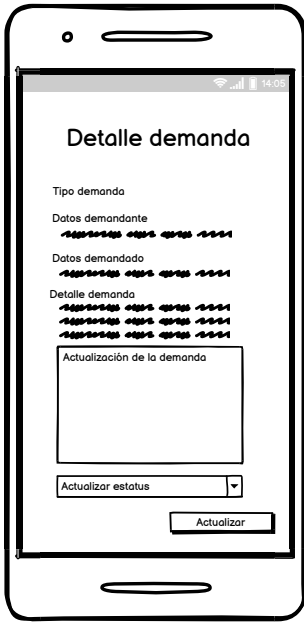 14:05
Detalle demanda
Tipo demanda
Datos demandante
Datos demandado
Detalle demanda
Actualización de la demanda
Actualizar estatus
Actualizar